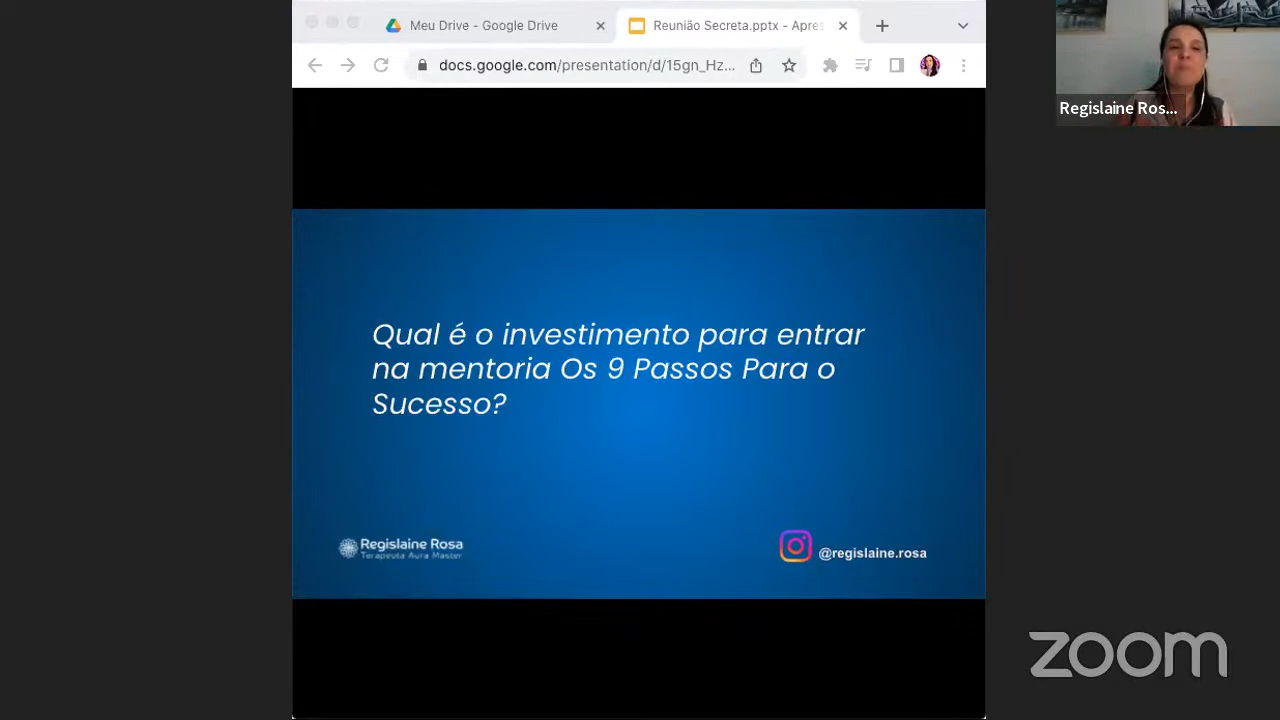 Meu Drive - Google Drive
Reunião Secreta.pptx - Apres
docs.google.com/presentation/d/15gn_Hz...
Regislaine Ros...
Qual é o investimento para entrar
na mentoria Os 9 Passos Para o
Sucesso?
Regislaine Rosa
Terapeuta Aura Master
@regislaine.rosa
zoom